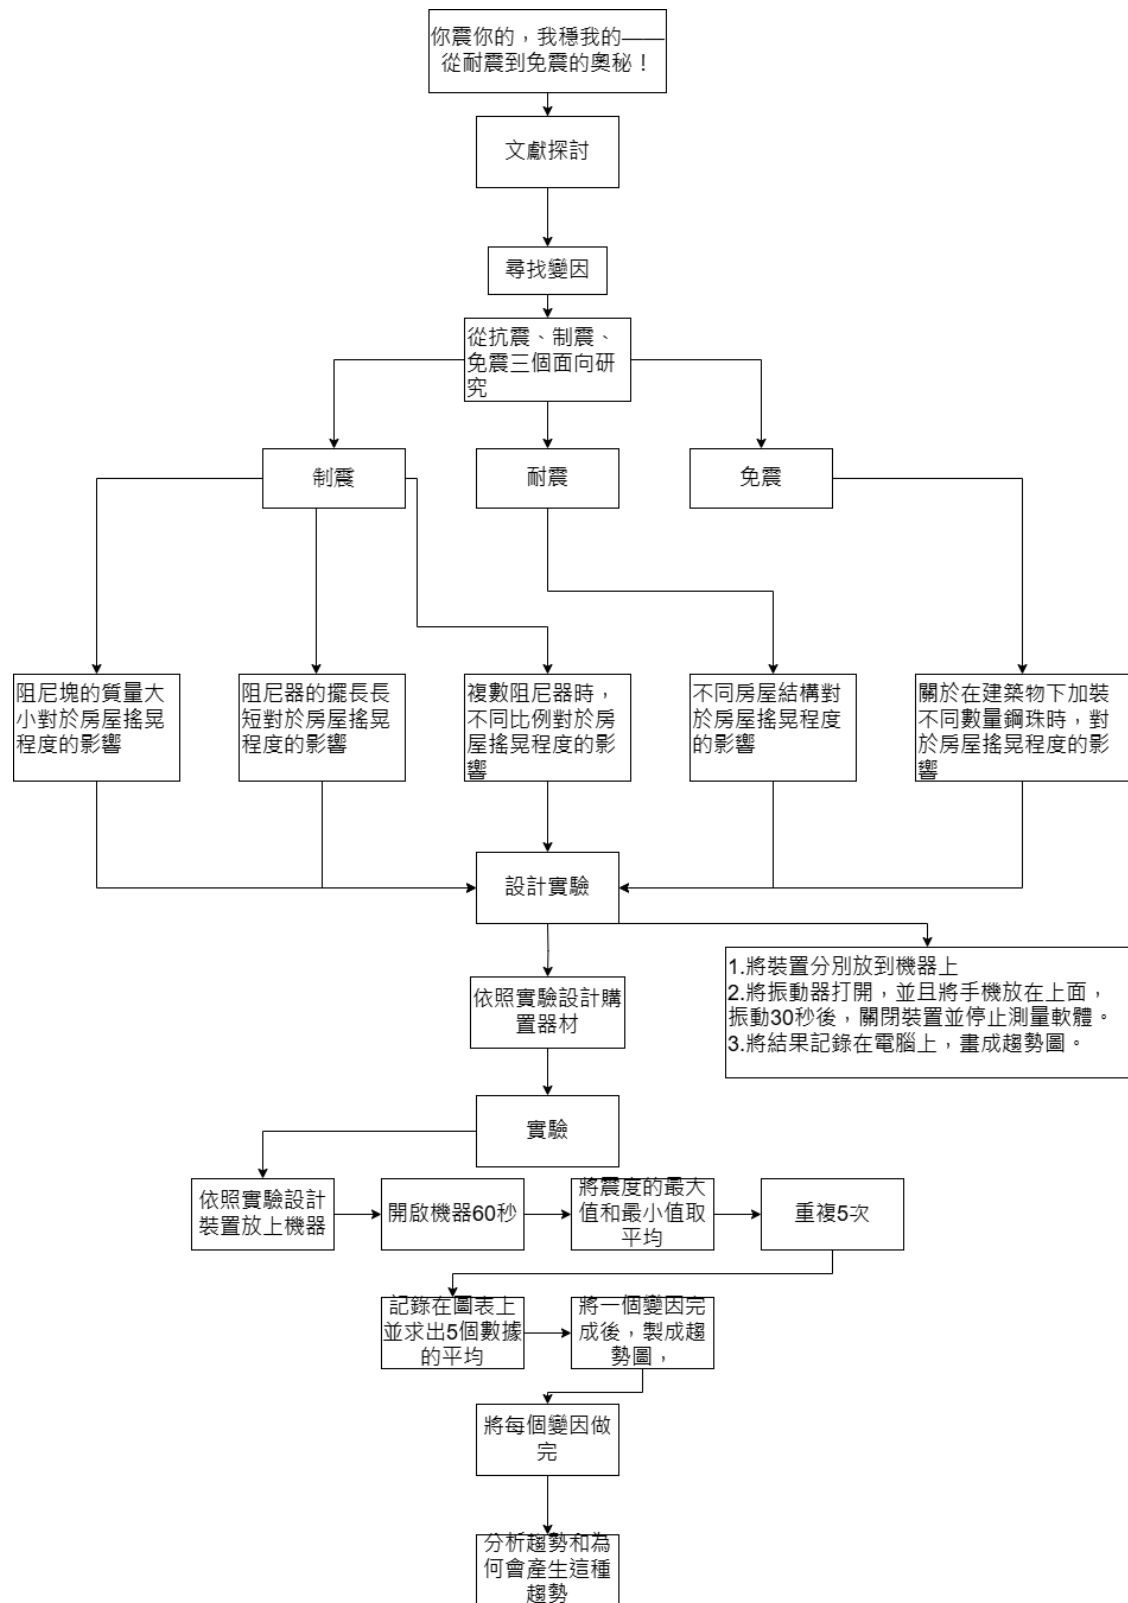 你震你的，我穩我的——
從耐震到免震的奧秘！
文獻探討
尋找變因
從抗震、制震、
免震三個面向研
究
制震
耐震
免震
阻尼塊的質量大
小對於房屋搖晃
程度的影響
阻尼器的擺長長
短對於房屋搖晃
程度的影響
複數阻尼器時，
不同比例對於房
屋搖晃程度的影
響
不同房屋結構對
於房屋搖晃程度
的影響
關於在建築物下加裝
不同數量鋼珠時，對
於房屋搖晃程度的影
響
設計實驗
1.將裝置分別放到機器上
2.將振動器打開，並且將手機放在上面，
振動30秒後，關閉裝置並停止測量軟體。
3.將結果記錄在電腦上，畫成趨勢圖。
依照實驗設計購
置器材
實驗
依照實驗設計
裝置放上機器
開啟機器60秒
將震度的最大
值和最小值取
平均
重複5次
記錄在圖表上
並求出5個數據
的平均
將一個變因完
成後，製成趨
勢圖，
將每個變因做
完
分析趨勢和為
何會產生這種
趨勢